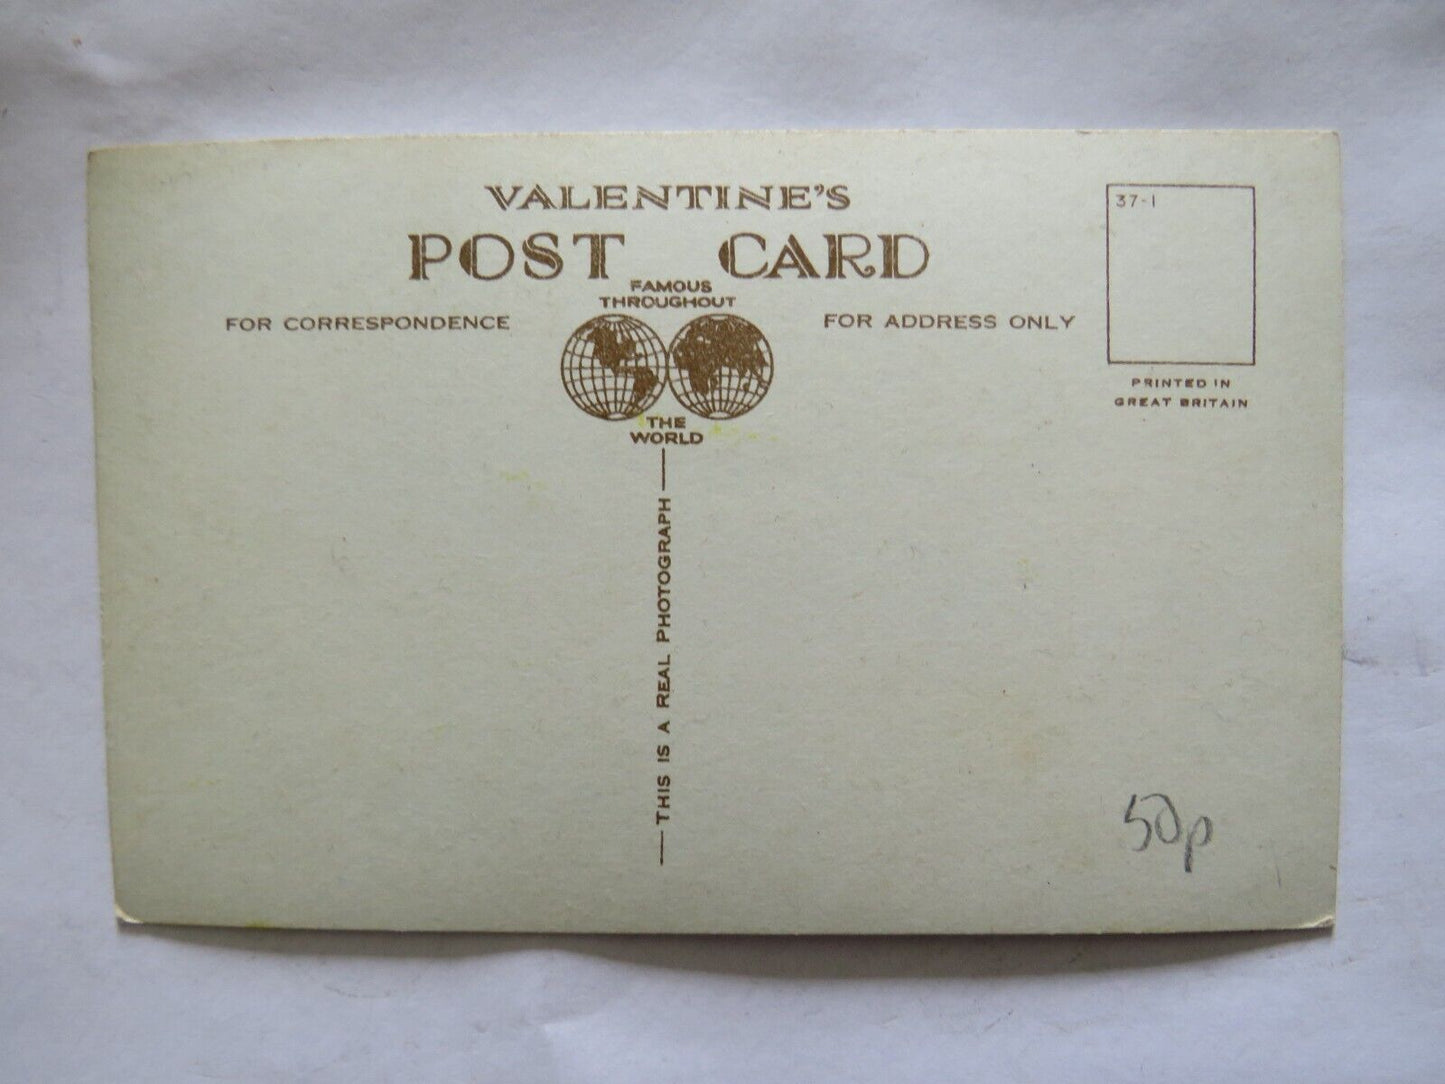 VALENTINE'S
POST CARD
FAMOUS
THROUGHOUT
THE
WORLD
FOR CORRESPONDENCE
FOR ADDRESS ONLY
37-1
PRINTED IN
GREAT BRITAIN
THIS IS A REAL PHOTOGRAPH
50p